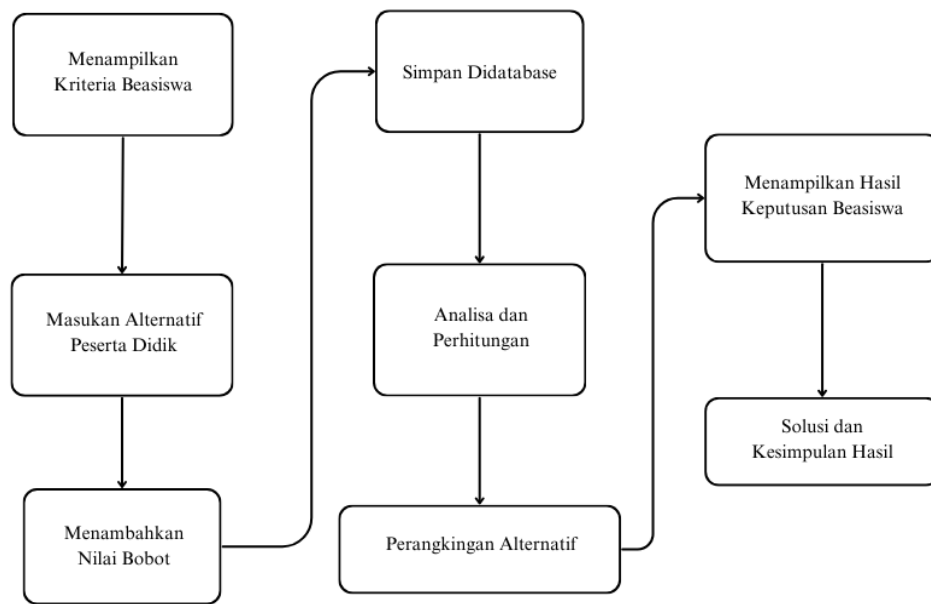 Menampilkan
Kriteria Beasiswa
Masukan Alternatif
Peserta Didik
Menambahkan
Nilai Bobot
Simpan Didatabase
Analisa dan
Perhitungan
Perangkingan Alternatif
Menampilkan Hasil
Keputusan Beasiswa
Solusi dan
Kesimpulan Hasil